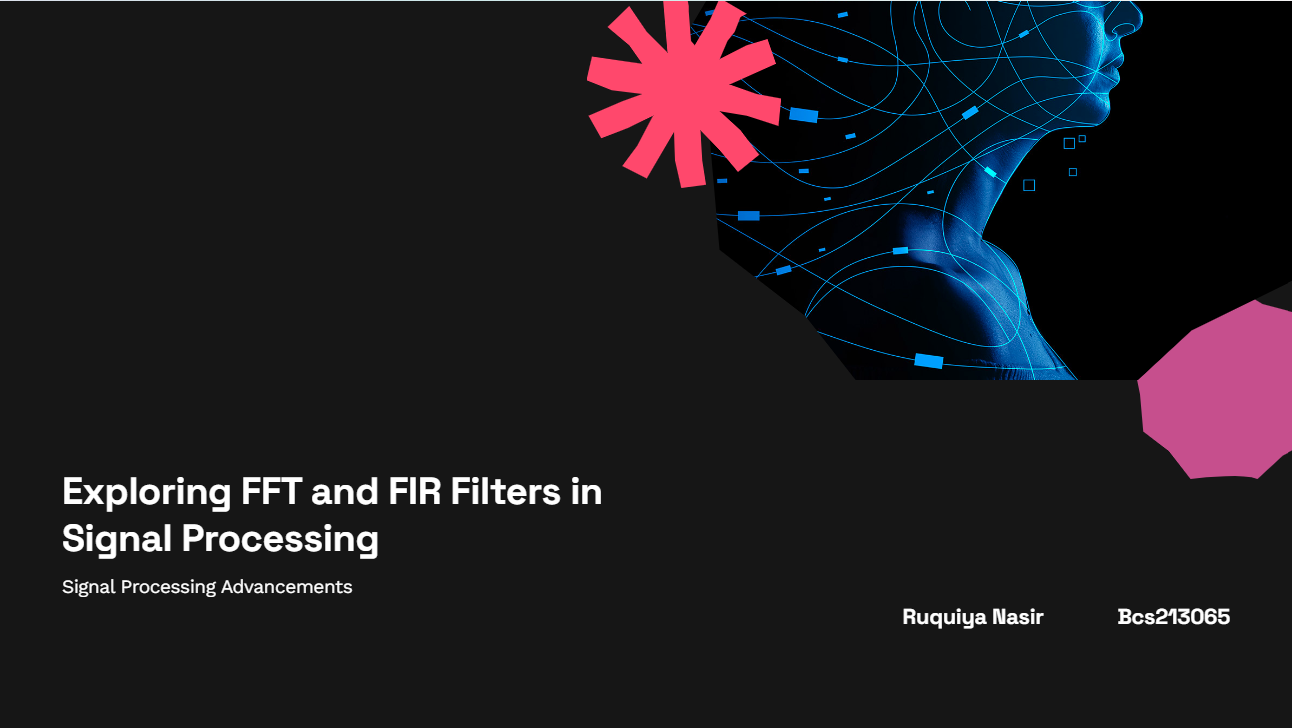 Exploring FFT and FIR Filters in
Signal Processing
Signal Processing Advancements
Ruquiya Nasir Bcs213065